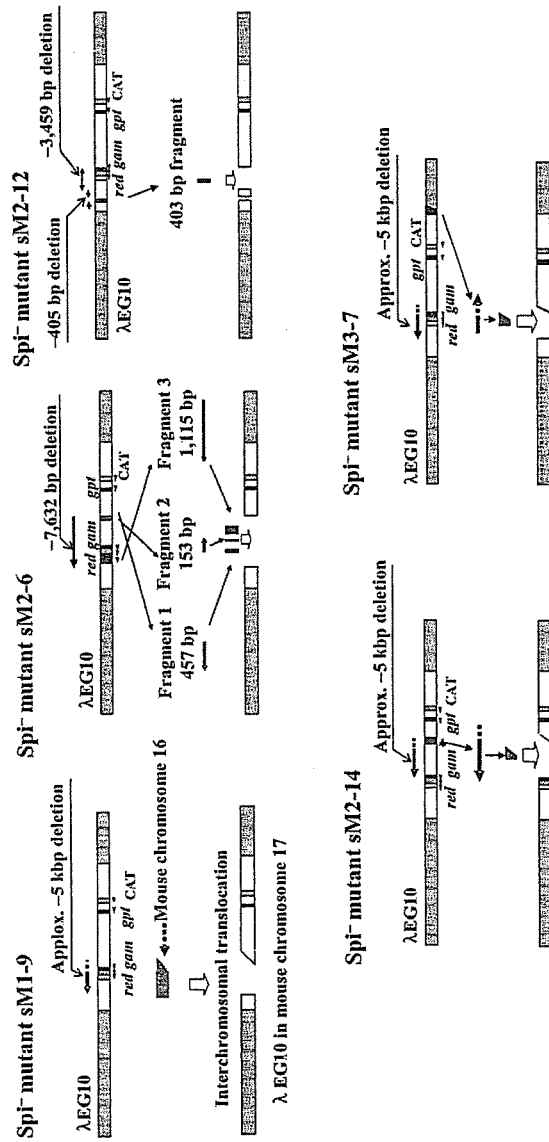 Spi⁻ mutant sM1-9
Applox. −5 kbp deletion
λEG10
red gam gpt CAT
Mouse chromosome 16
Interchromosomal translocation
λ EG10 in mouse chromosome 17
Spi⁻ mutant sM2-6
−7,632 bp deletion
λEG10
red gam gpt
CAT
Fragment 1
457 bp
Fragment 2
153 bp
Fragment 3
1,115 bp
Spi⁻ mutant sM2-12
−405 bp deletion
−3,459 bp deletion
λEG10
red gam gpt CAT
403 bp fragment
Spi⁻ mutant sM2-14
Approx. −5 kbp deletion
λEG10
red gam gpt CAT
Spi⁻ mutant sM3-7
Approx. −5 kbp deletion
λEG10
red gam gpt CAT